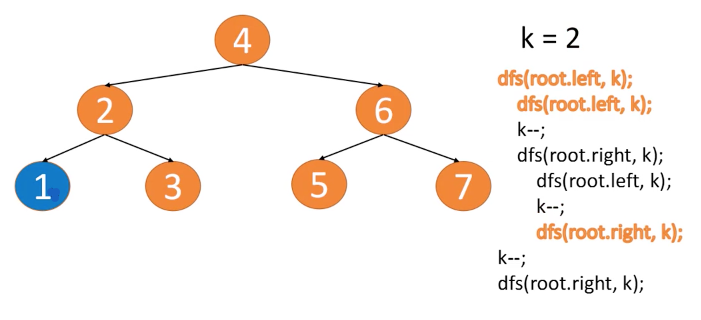 4
k = 2
dfs(root.left, k);
2
6
dfs(root.left, k);
k--;
dfs(root.right, k);
1
3
5
7
dfs(root.left, k);
k--;
dfs(root.right, k);
k--;
dfs(root.right, k);